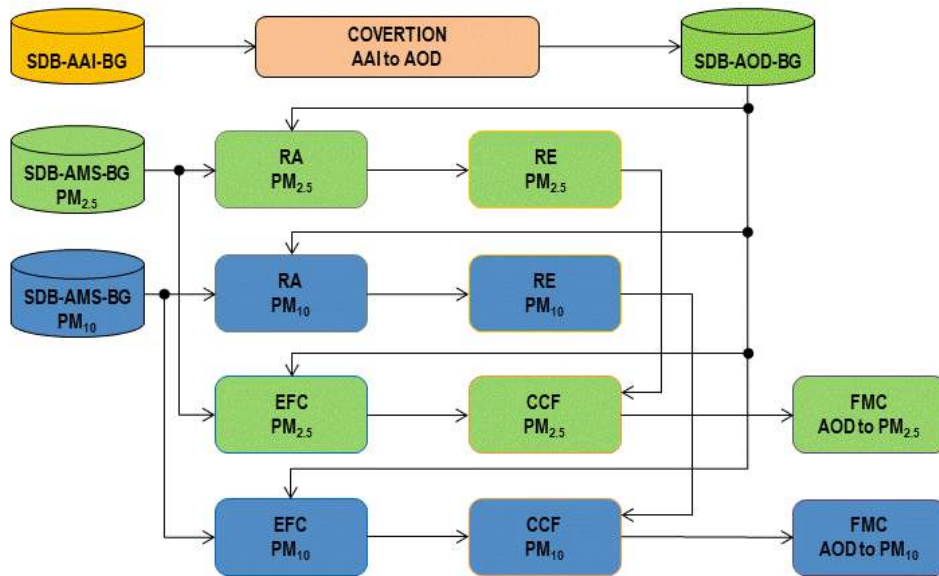 SDB-AAI-BG
COVERTION
AAI to AOD
SDB-AOD-BG
SDB-AMS-BG
PM2.5
RA
PM2.5
RE
PM2.5
SDB-AMS-BG
PM10
RA
PM10
RE
PM10
EFC
PM2.5
CCF
PM2.5
FMC
AOD to PM2.5
EFC
PM10
CCF
PM10
FMC
AOD to PM10